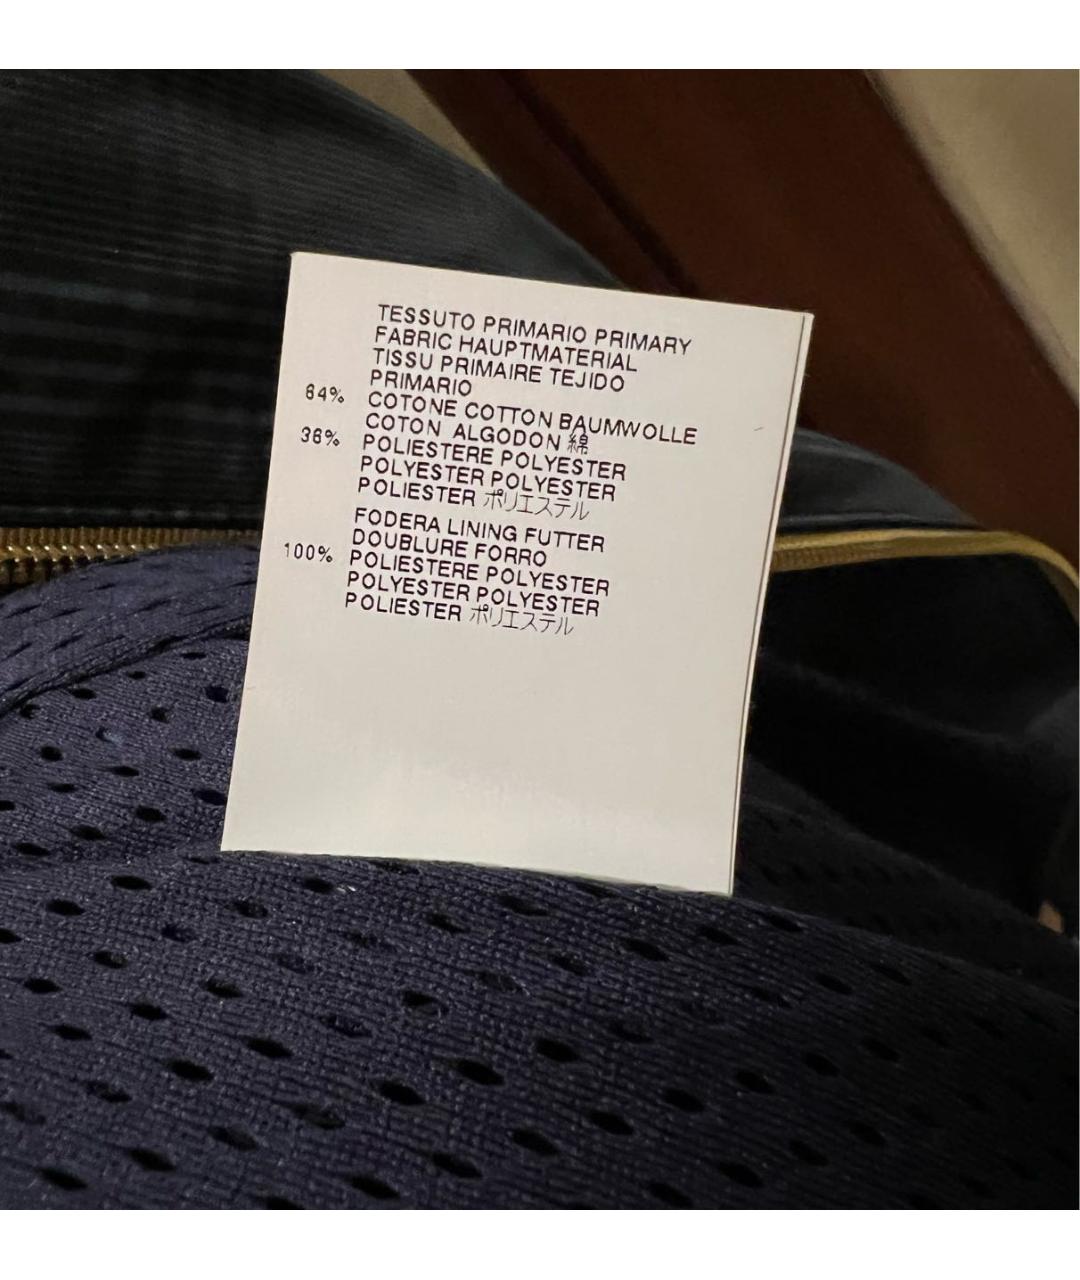 TESSUTO PRIMARIO PRIMARY
FABRIC HAUPTMATERIAL
TISSU PRIMAIRE TEJIDO
PRIMARIO
64% COTONE COTTON BAUMWOLLE
COTON ALGODON 綿
36% POLIESTERE POLYESTER
POLYESTER POLYESTER
POLIESTER ポリエステル
FODERA LINING FUTTER
DOUBLURE FORRO
100% POLIESTERE POLYESTER
POLYESTER POLYESTER
POLIESTER ポリエステル